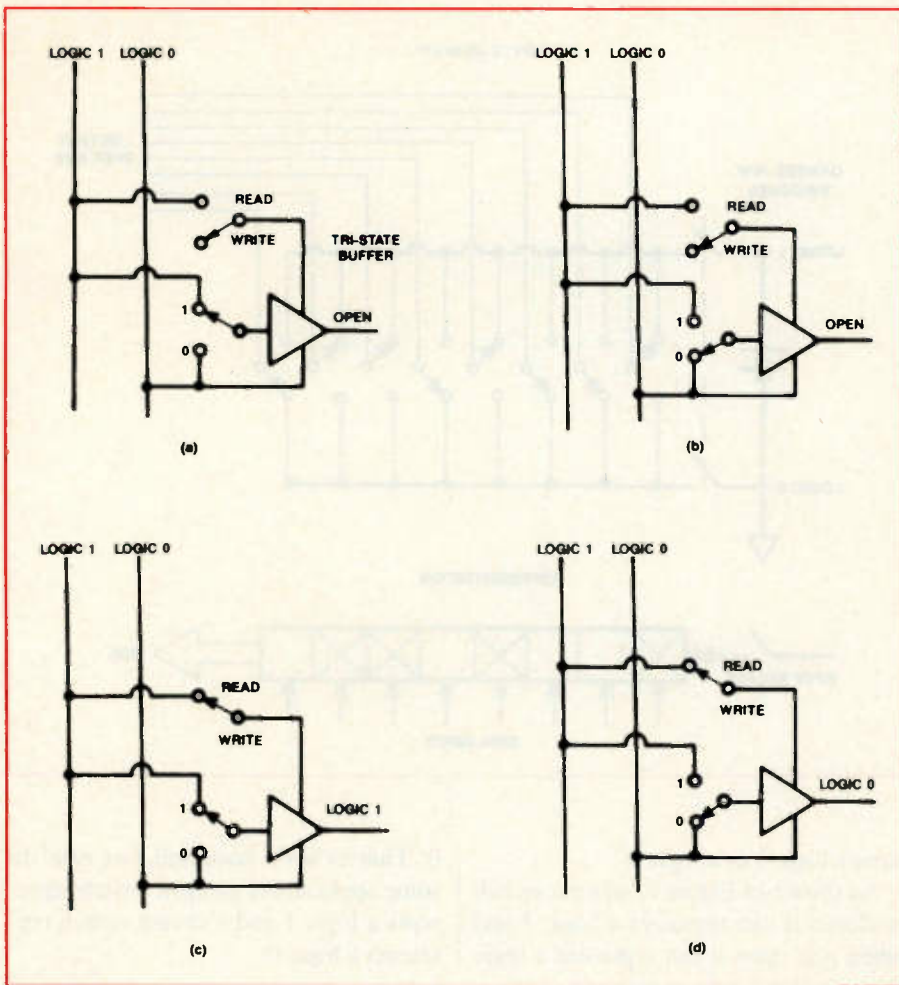 LOGIC 1 LOGIC 0
READ
WRITE
TRI-STATE
BUFFER
1
OPEN
0
(a)
LOGIC 1 LOGIC 0
READ
WRITE
1
OPEN
0
(b)
LOGIC 1 LOGIC 0
READ
WRITE
1
LOGIC 1
0
(c)
LOGIC 1 LOGIC 0
READ
WRITE
1
LOGIC 0
0
(d)